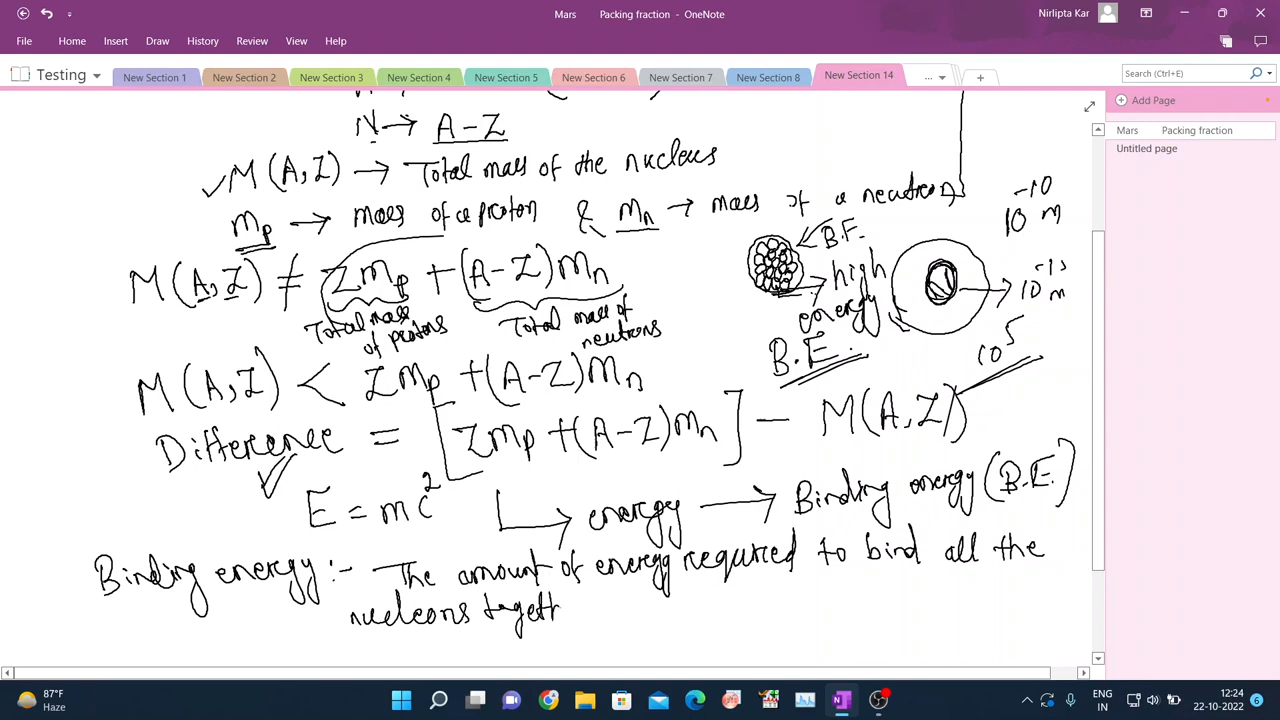 Mars Packing fraction - OneNote
Nirlipta Kar
File Home Insert Draw History Review View Help
Testing
New Section 1 New Section 2 New Section 3 New Section 4 New Section 5 New Section 6 New Section 7 New Section 8 New Section 14 ...
Search (Ctrl+E)
Add Page
Mars Packing fraction
Untitled page
N → A-Z
M(A,Z) → Total mass of the nucleus
mp → mass of a proton & mn → mass of a neutron
10⁻¹⁰ m
B.E.
M(A,Z) ≠ Zmp + (A-Z)mn
high energy
10⁻¹⁵ m
Total mass of protons
Total mass of neutrons
B.E.
10⁵
M(A,Z) < Zmp + (A-Z)mn
Difference = [Zmp + (A-Z)mn] - M(A,Z)
E = mc² energy → Binding energy (B.E.)
Binding energy :- The amount of energy required to bind all the
nucleons togeth
87°F
Haze
ENG
IN
12:24
22-10-2022
6